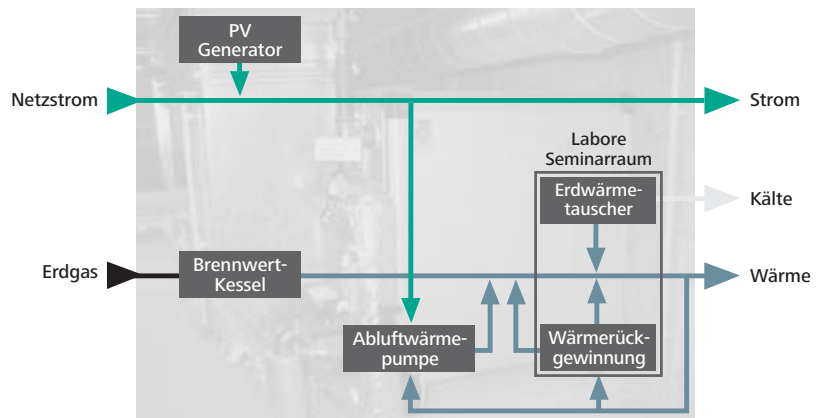 PV
Generator
Netzstrom
Strom
Labore
Seminarraum
Erdwärme-
tauscher
Kälte
Erdgas
Brennwert-
Kessel
Wärme
Abluftwärme-
pumpe
Wärmerück-
gewinnung